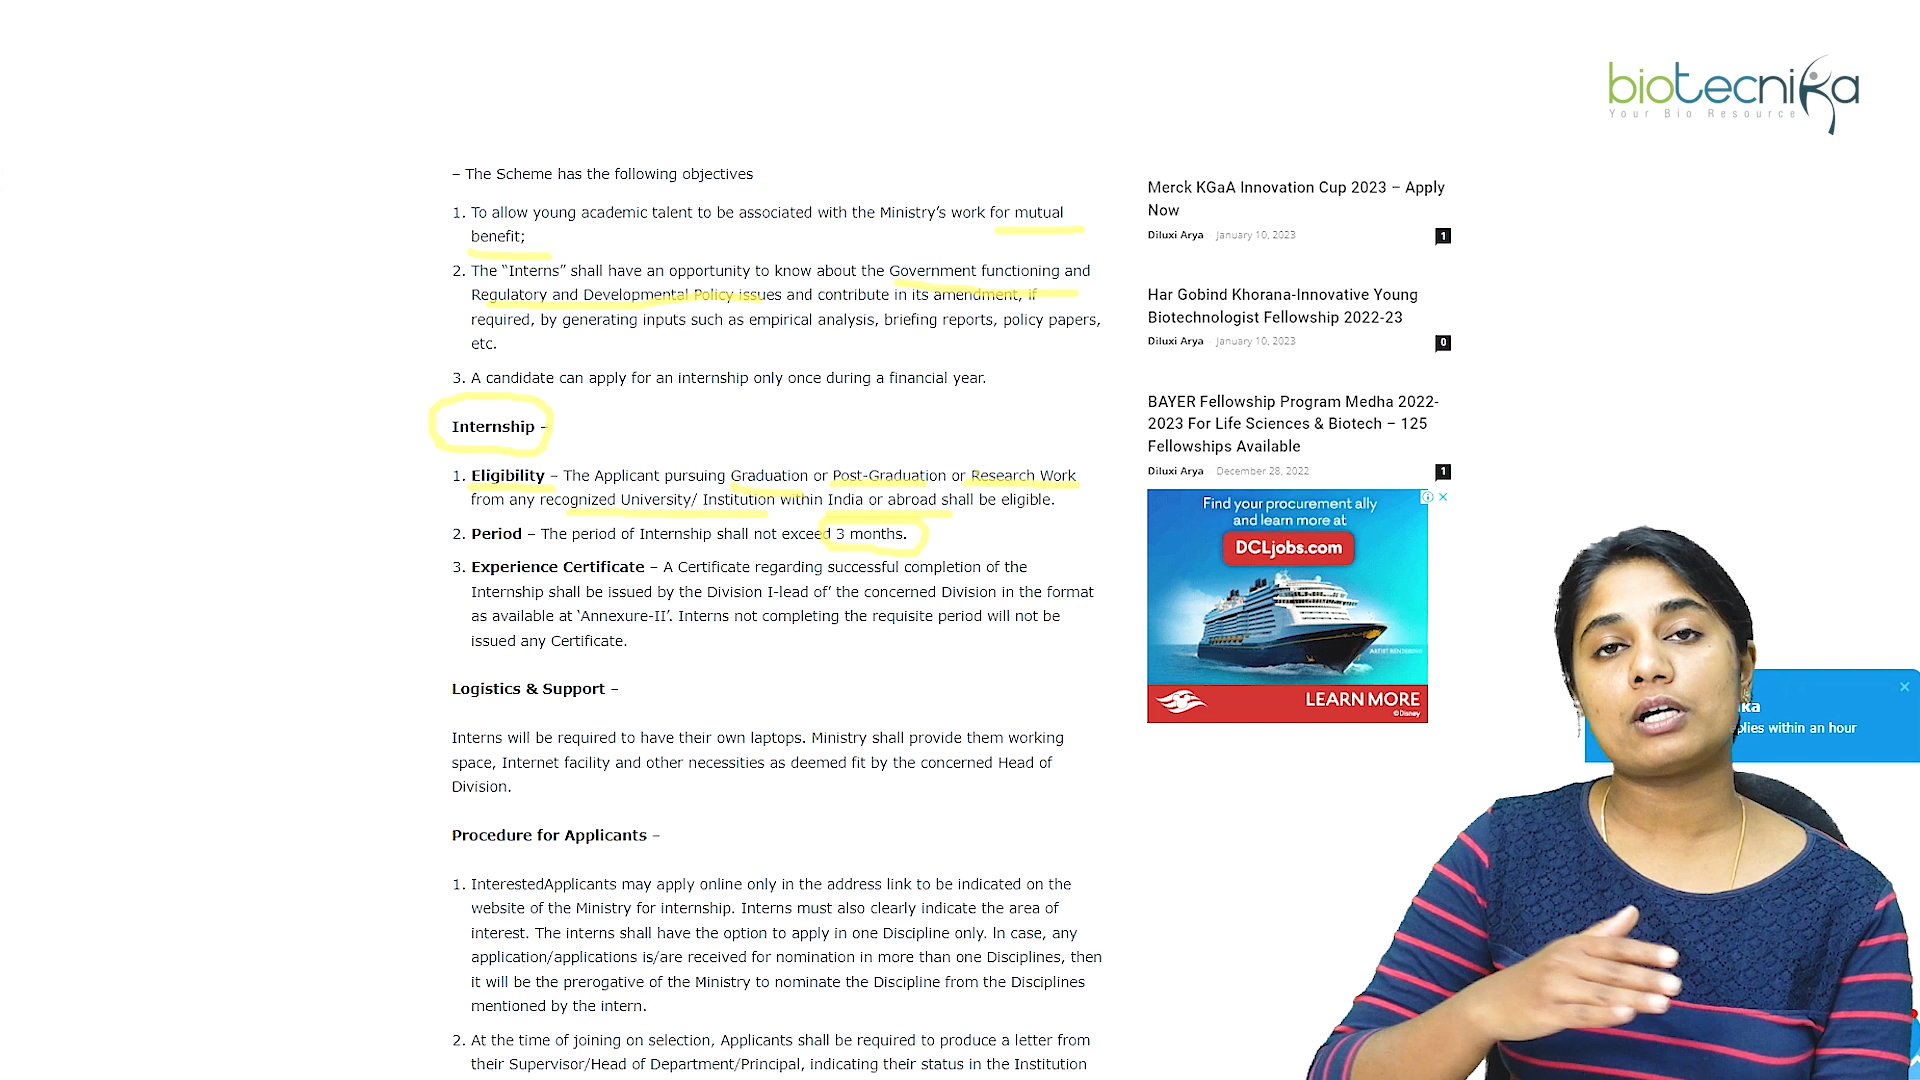 biotecnika
Your Bio Resource
– The Scheme has the following objectives
1. To allow young academic talent to be associated with the Ministry’s work for mutual
benefit;
2. The “Interns” shall have an opportunity to know about the Government functioning and
Regulatory and Developmental Policy issues and contribute in its amendment, if
required, by generating inputs such as empirical analysis, briefing reports, policy papers,
etc.
3. A candidate can apply for an internship only once during a financial year.
Internship –
1. Eligibility – The Applicant pursuing Graduation or Post-Graduation or Research Work
from any recognized University/ Institution within India or abroad shall be eligible.
2. Period – The period of Internship shall not exceed 3 months.
3. Experience Certificate – A Certificate regarding successful completion of the
Internship shall be issued by the Division I-lead of’ the concerned Division in the format
as available at ‘Annexure-II’. Interns not completing the requisite period will not be
issued any Certificate.
Logistics & Support –
Interns will be required to have their own laptops. Ministry shall provide them working
space, Internet facility and other necessities as deemed fit by the concerned Head of
Division.
Procedure for Applicants –
1. InterestedApplicants may apply online only in the address link to be indicated on the
website of the Ministry for internship. Interns must also clearly indicate the area of
interest. The interns shall have the option to apply in one Discipline only. ln case, any
application/applications is/are received for nomination in more than one Disciplines, then
it will be the prerogative of the Ministry to nominate the Discipline from the Disciplines
mentioned by the intern.
2. At the time of joining on selection, Applicants shall be required to produce a letter from
their Supervisor/Head of Department/Principal, indicating their status in the Institution
Merck KGaA Innovation Cup 2023 – Apply
Now
Diluxi Arya - January 10, 2023 1
Har Gobind Khorana-Innovative Young
Biotechnologist Fellowship 2022-23
Diluxi Arya - January 10, 2023 0
BAYER Fellowship Program Medha 2022-
2023 For Life Sciences & Biotech – 125
Fellowships Available
Diluxi Arya - December 28, 2022 1
Find your procurement ally
and learn more at
DCLjobs.com
ARTIST RENDERING
LEARN MORE
©Disney
ka
plies within an hour